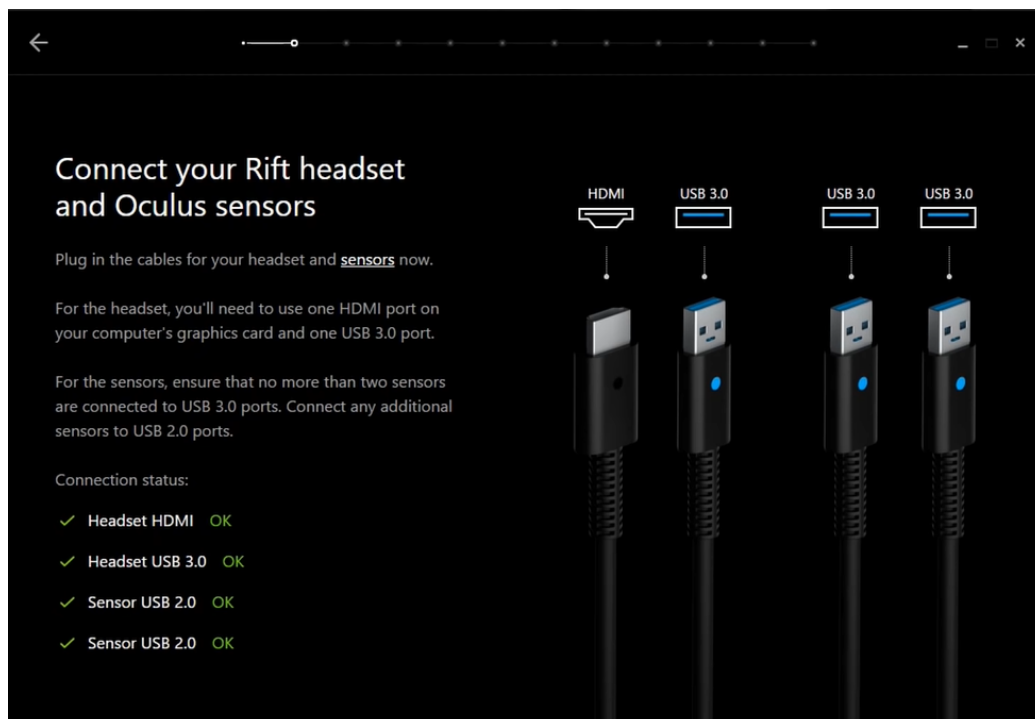 Connect your Rift headset
and Oculus sensors
Plug in the cables for your headset and sensors now.
For the headset, you'll need to use one HDMI port on
your computer's graphics card and one USB 3.0 port.
For the sensors, ensure that no more than two sensors
are connected to USB 3.0 ports. Connect any additional
sensors to USB 2.0 ports.
Connection status:
Headset HDMI OK
Headset USB 3.0 OK
Sensor USB 2.0 OK
Sensor USB 2.0 OK
HDMI USB 3.0 USB 3.0 USB 3.0